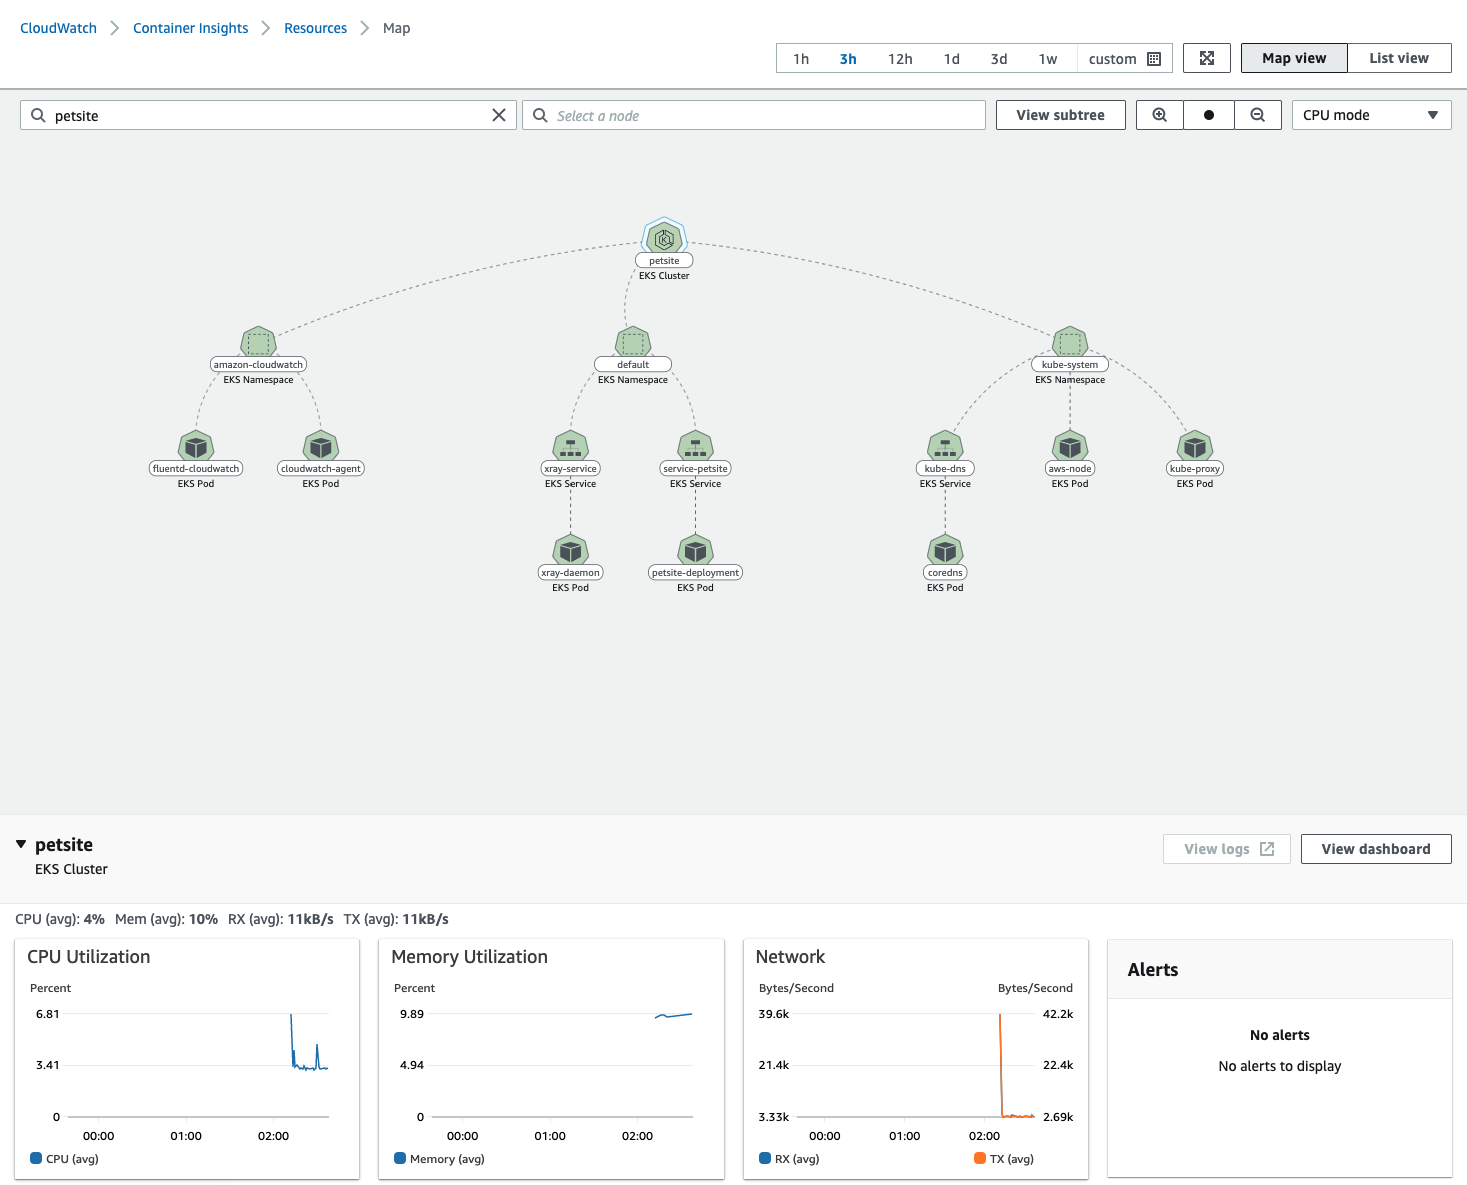 CloudWatch > Container Insights > Resources > Map
1h 3h 12h 1d 3d 1w custom
Map view List view
petsite
Select a node
View subtree
CPU mode
petsite
EKS Cluster
amazon-cloudwatch
EKS Namespace
default
EKS Namespace
kube-system
EKS Namespace
fluentd-cloudwatch
EKS Pod
cloudwatch-agent
EKS Pod
xray-service
EKS Service
service-petsite
EKS Service
kube-dns
EKS Service
aws-node
EKS Pod
kube-proxy
EKS Pod
xray-daemon
EKS Pod
petsite-deployment
EKS Pod
coredns
EKS Pod
petsite
EKS Cluster
View logs
View dashboard
CPU (avg): 4% Mem (avg): 10% RX (avg): 11kB/s TX (avg): 11kB/s
CPU Utilization
Percent
6.81
3.41
0
00:00 01:00 02:00
CPU (avg)
Memory Utilization
Percent
9.89
4.94
0
00:00 01:00 02:00
Memory (avg)
Network
Bytes/Second Bytes/Second
39.6k 42.2k
21.4k 22.4k
3.33k 2.69k
00:00 01:00 02:00
RX (avg) TX (avg)
Alerts
No alerts
No alerts to display